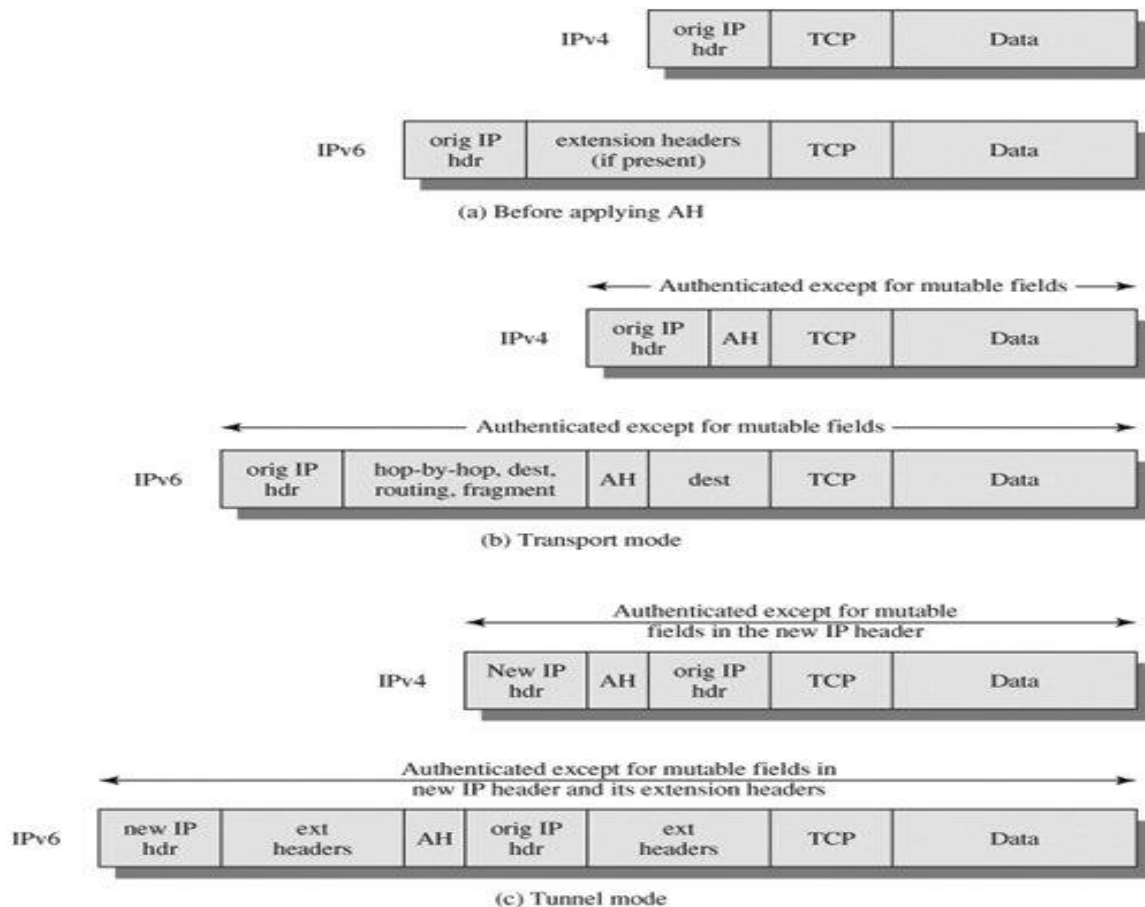 IPv4 orig IP hdr TCP Data
IPv6 orig IP hdr extension headers (if present) TCP Data
(a) Before applying AH
Authenticated except for mutable fields
IPv4 orig IP hdr AH TCP Data
Authenticated except for mutable fields
IPv6 orig IP hdr hop-by-hop, dest, routing, fragment AH dest TCP Data
(b) Transport mode
Authenticated except for mutable
fields in the new IP header
IPv4 New IP hdr AH orig IP hdr TCP Data
Authenticated except for mutable fields in
new IP header and its extension headers
IPv6 new IP hdr ext headers AH orig IP hdr ext headers TCP Data
(c) Tunnel mode